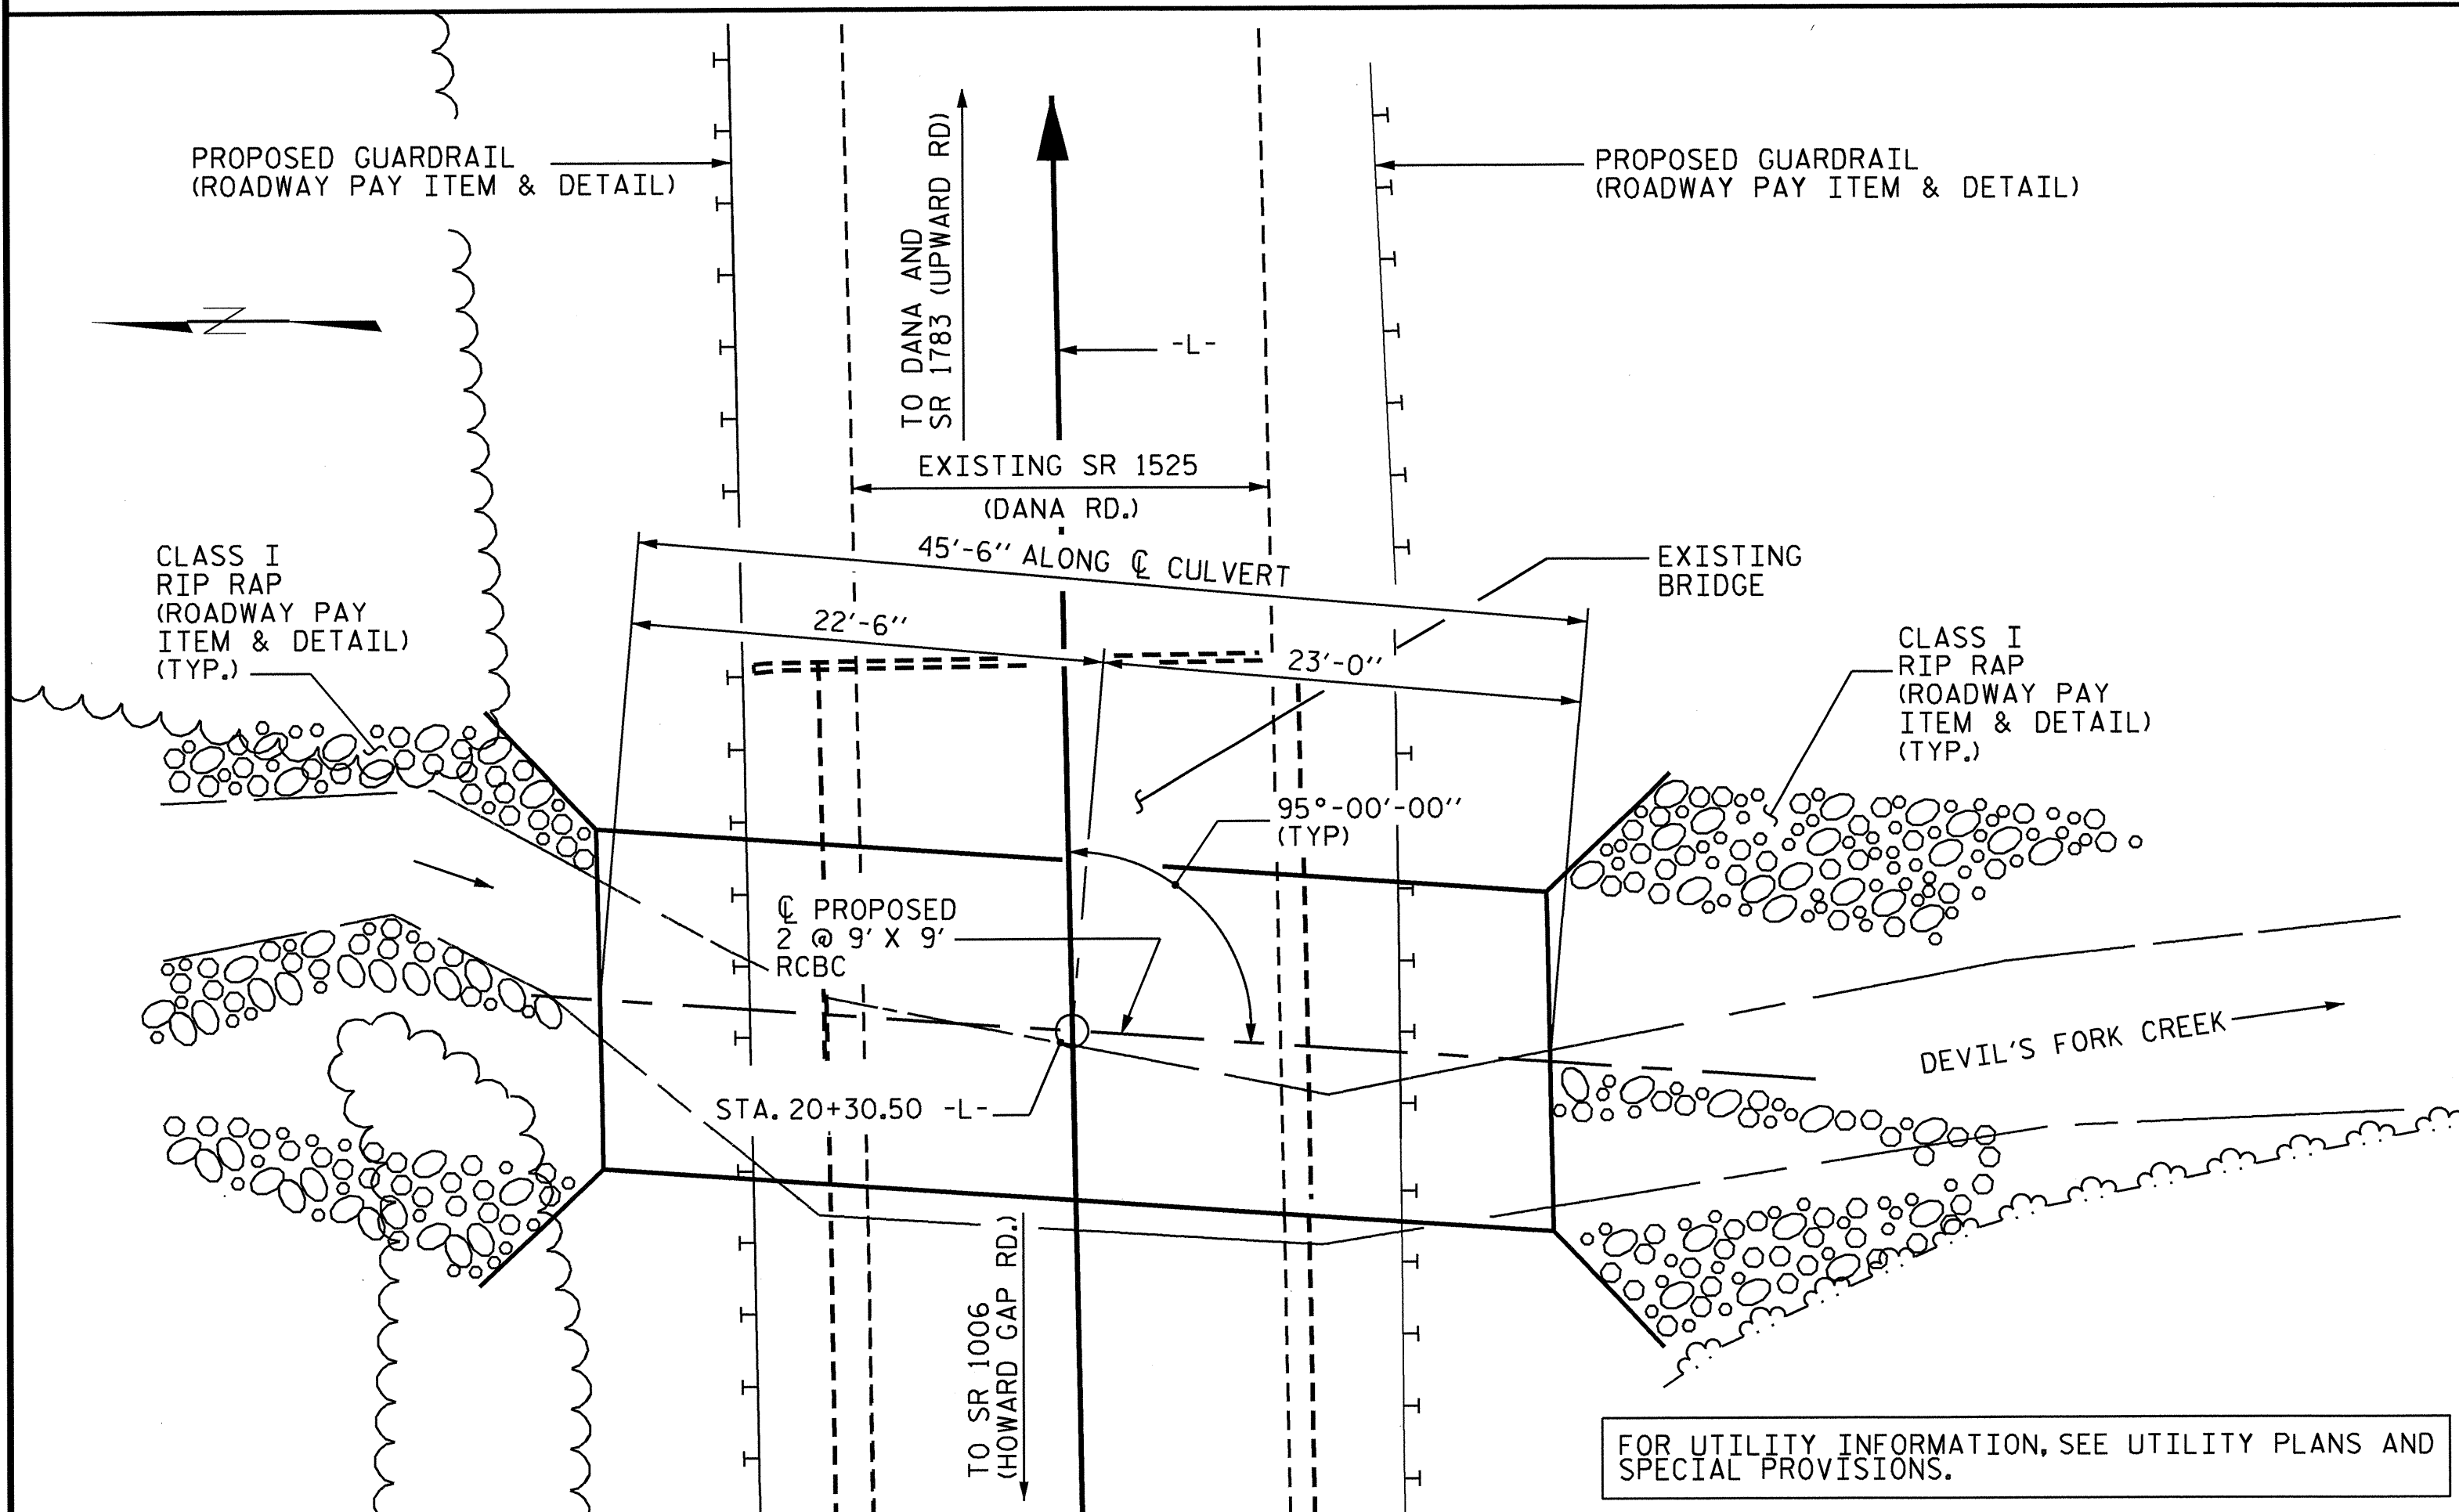 PROPOSED GUARDRAIL
(ROADWAY PAY ITEM & DETAIL)
TO DANA AND
SR 1783 (UPWARD RD)
PROPOSED GUARDRAIL
(ROADWAY PAY ITEM & DETAIL)
N
-L-
EXISTING SR 1525
(DANA RD.)
45'-6" ALONG ℄ CULVERT
EXISTING
BRIDGE
CLASS I
RIP RAP
(ROADWAY PAY
ITEM & DETAIL)
(TYP.)
22'-6"
23'-0"
CLASS I
RIP RAP
(ROADWAY PAY
ITEM & DETAIL)
(TYP.)
95°-00'-00"
(TYP)
℄ PROPOSED
2 @ 9' X 9'
RCBC
DEVIL'S FORK CREEK
STA. 20+30.50 -L-
TO SR 1006
(HOWARD GAP RD.)
FOR UTILITY INFORMATION, SEE UTILITY PLANS AND
SPECIAL PROVISIONS.